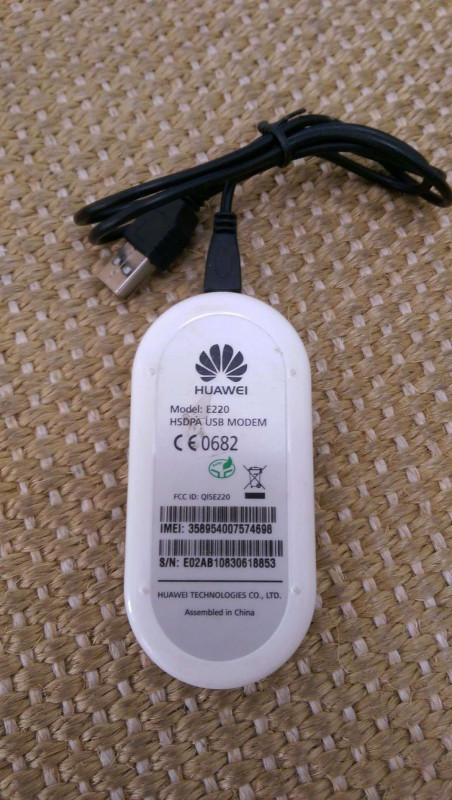 HUAWEI
Model: E220
HSDPA USB MODEM
CE 0682
FCC ID: QISE220
IMEI: 358954007574698
S/N: E02AB10830618853
HUAWEI TECHNOLOGIES CO., LTD.
Assembled in China